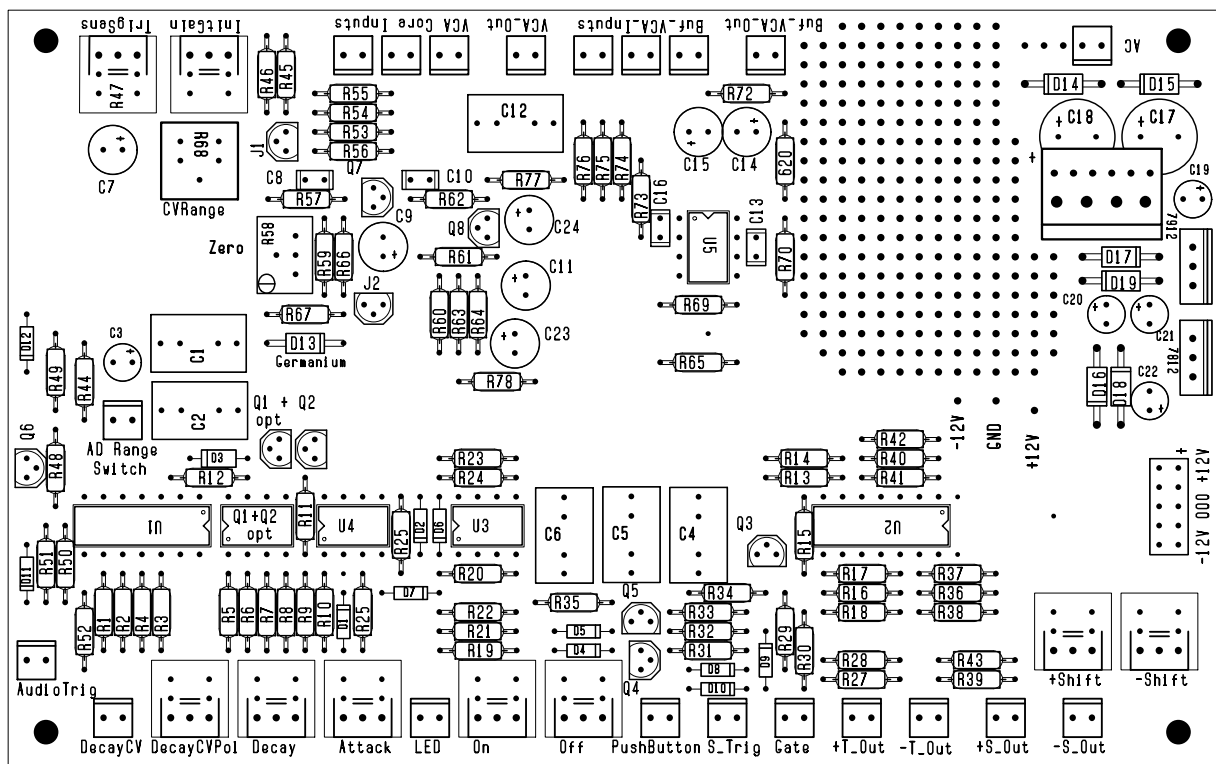 TrigSens
InitGain
VCA Core Inputs
VCA_Out
Buf_VCA_Inputs
Buf_VCA_Out
AC
R47
R46
R45
R55
R54
R53
R56
R72
D14
D15
C18
C17
C12
C7
R68
J1
C15
C14
620
R76
R75
R74
R73
C16
Q7
C8
R57
C10
R62
R77
C19
CVRange
Zero
R58
R59
R66
C9
Q8
C24
U5
C13
R70
7912
R61
D17
D19
J2
C11
R67
R60
R63
R64
R69
C20
C21
D12
C3
C1
D13
Germanium
C23
R65
7812
R49
R44
R78
D16
D18
C22
C2
Q1 + Q2
opt
AD Range
Switch
-12V
GND
+12V
Q6
R48
D3
R12
R23
R24
R14
R13
R42
R40
R41
+
-12V 000 +12V
U1
Q1+Q2
opt
R11
U4
R25
D2
D6
U3
C6
C5
C4
Q3
R15
U2
D11
R51
R50
R20
R17
R37
D7
R34
R16
R36
R52
R1
R2
R4
R3
R5
R6
R7
R8
R9
R10
D1
R25
R22
R21
R19
R35
Q5
R33
R32
R31
R18
R38
D5
D4
Q4
D8
D10
D9
R29
R30
R28
R27
R43
R39
+Shift
-Shift
AudioTrig
DecayCV
DecayCVPol
Decay
Attack
LED
On
Off
PushButton
S_Trig
Gate
+T_Out
-T_Out
+S_Out
-S_Out